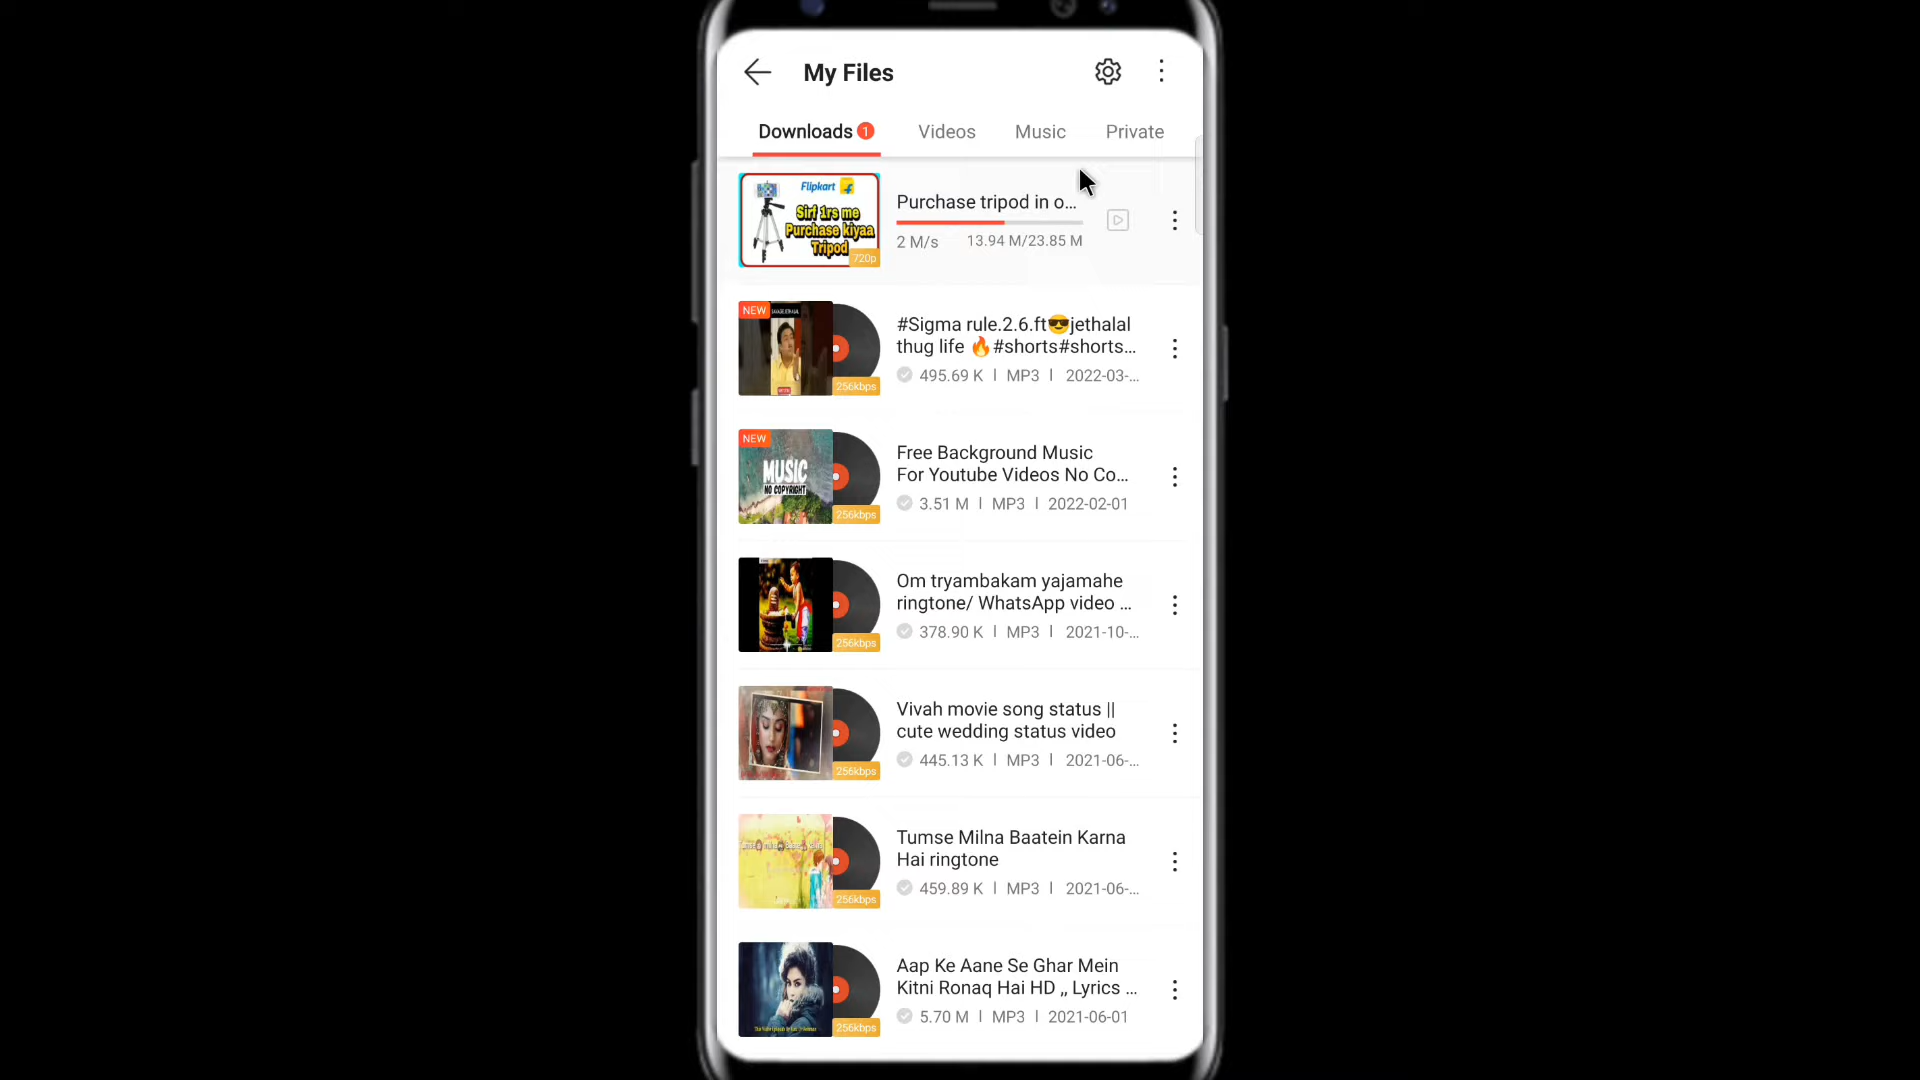 My Files
Downloads 1
Videos
Music
Private
Flipkart
Sirf 1rs me
Purchase kiyaa
Tripod
720p
Purchase tripod in o...
2 M/s
13.94 M/23.85 M
NEW
256kbps
#Sigma rule.2.6.ft😎jethalal
thug life 🔥#shorts#shorts...
495.69 K | MP3 | 2022-03-...
NEW
MUSIC
NO COPYRIGHT
256kbps
Free Background Music
For Youtube Videos No Co...
3.51 M | MP3 | 2022-02-01
256kbps
Om tryambakam yajamahe
ringtone/ WhatsApp video ...
378.90 K | MP3 | 2021-10-...
256kbps
Vivah movie song status ||
cute wedding status video
445.13 K | MP3 | 2021-06-...
256kbps
Tumse Milna Baatein Karna
Hai ringtone
459.89 K | MP3 | 2021-06-...
256kbps
Aap Ke Aane Se Ghar Mein
Kitni Ronaq Hai HD ,, Lyrics ...
5.70 M | MP3 | 2021-06-01